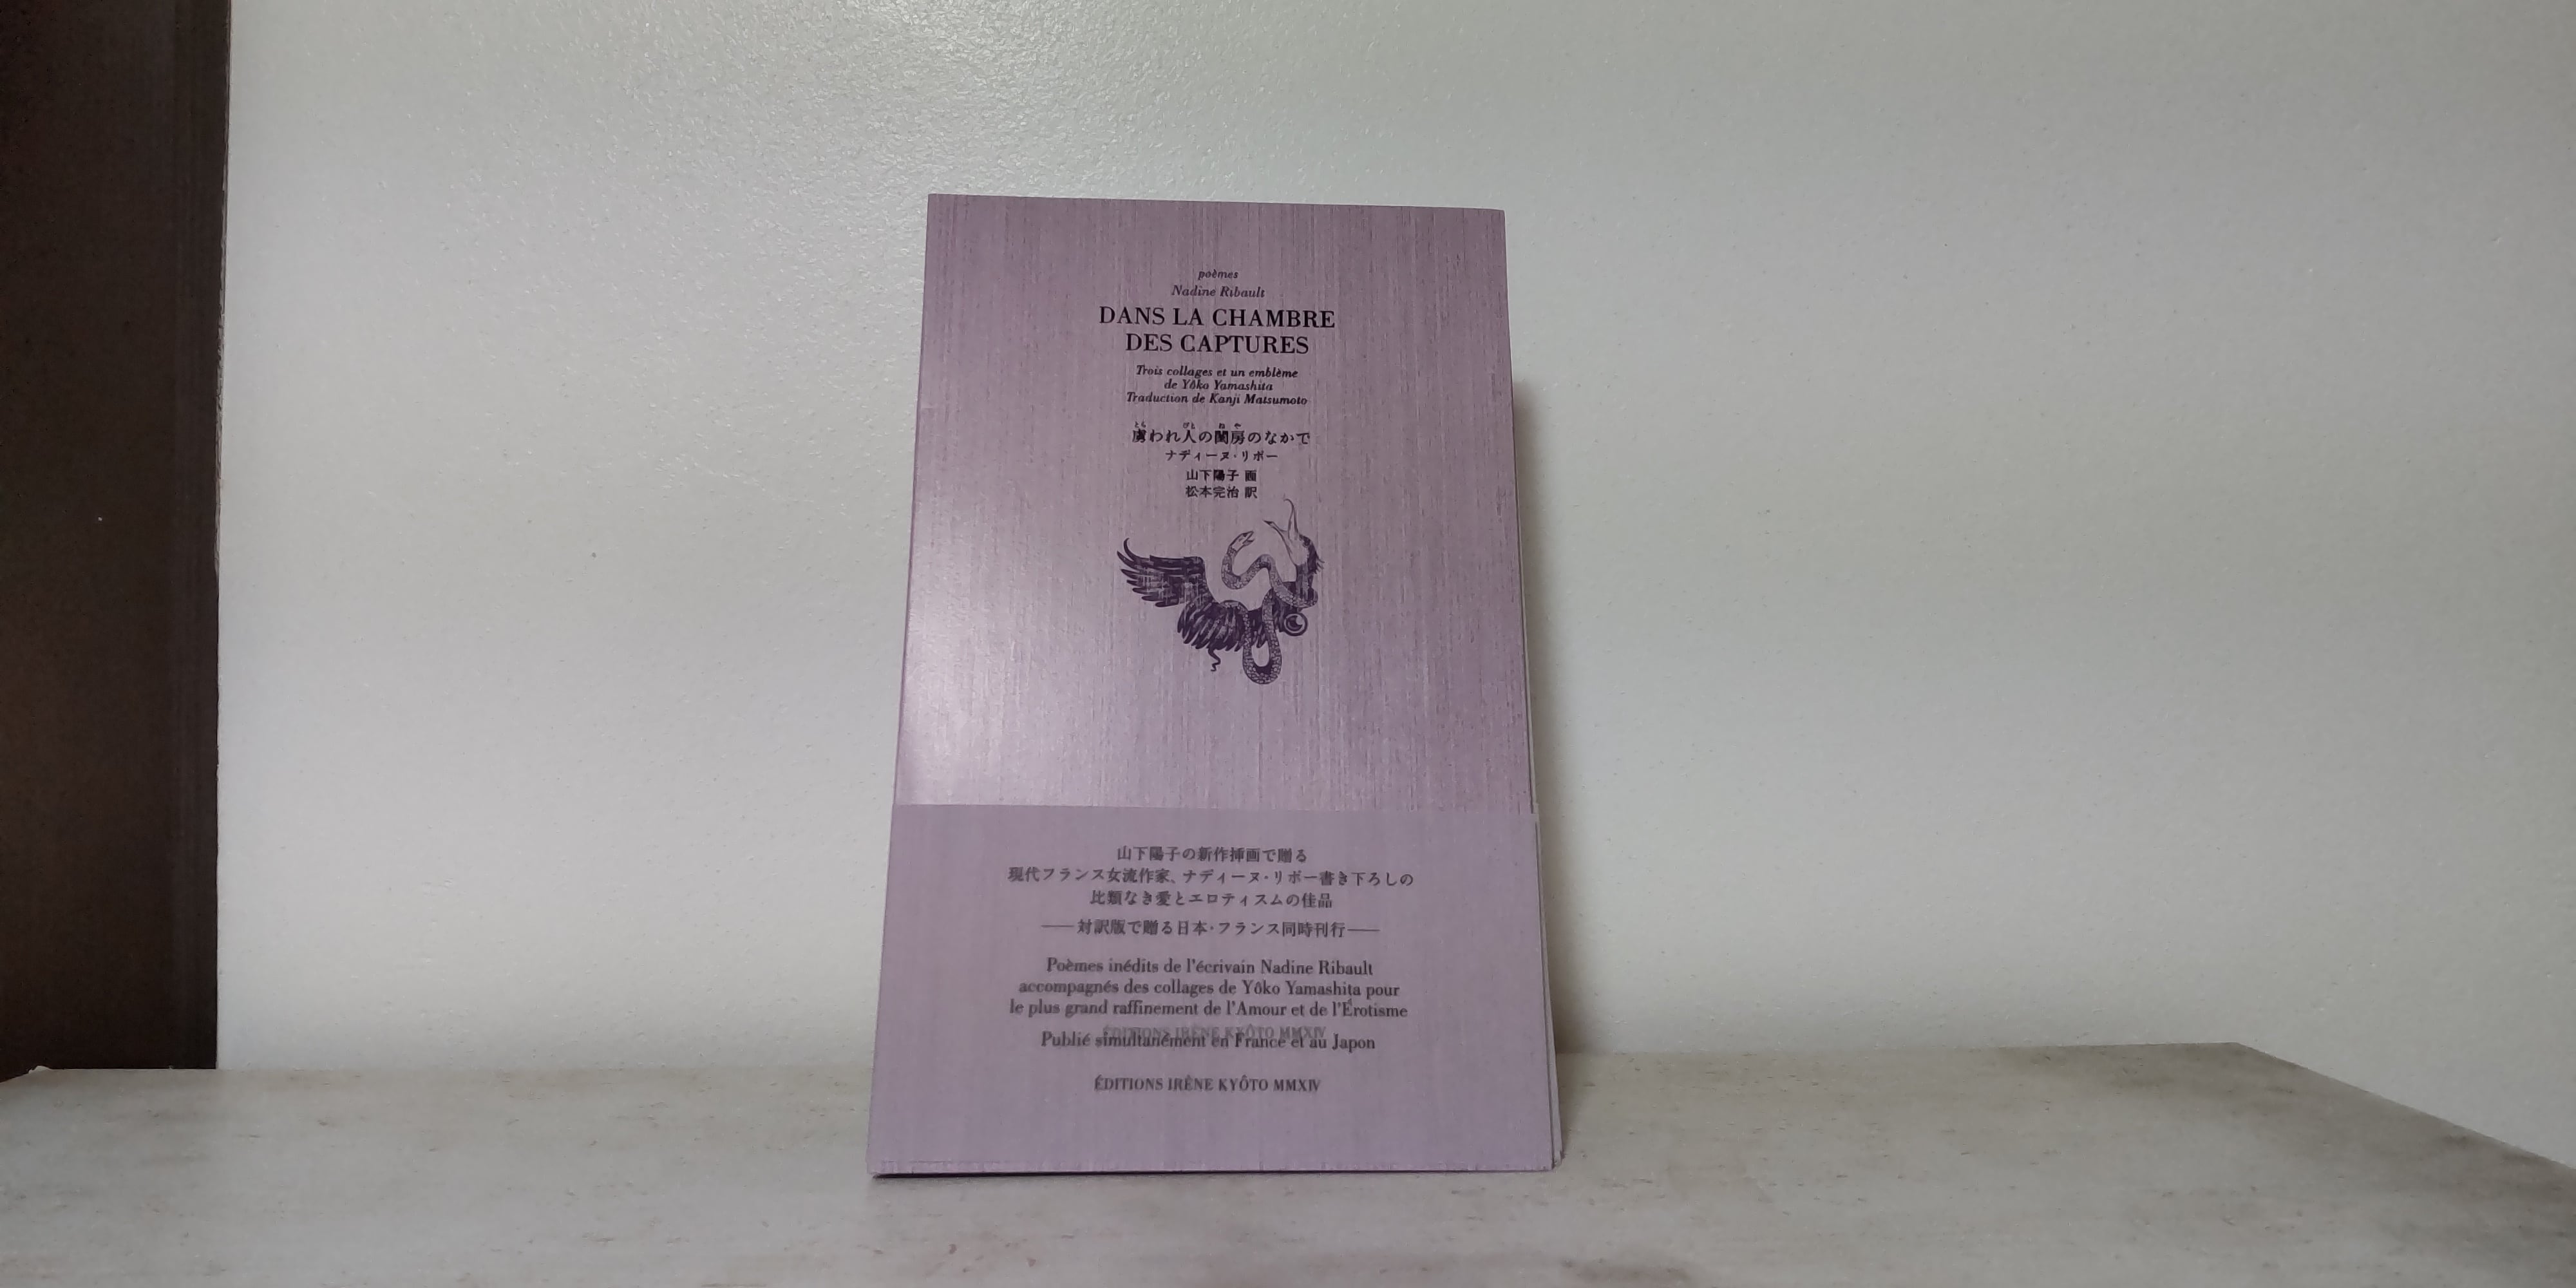 poèmes
Nadine Ribault
DANS LA CHAMBRE
DES CAPTURES
Trois collages et un emblème
de Yôko Yamashita
Traduction de Kanji Matsumoto
虜われ人の閨房のなかで
ナディーヌ・リボー
山下陽子 画
松本完治 訳
山下陽子の新作挿画で贈る
現代フランス女流作家、ナディーヌ・リボー書き下ろしの
比類なき愛とエロティスムの佳品
──対訳版で贈る日本・フランス同時刊行──
Poèmes inédits de l'écrivain Nadine Ribault
accompagnés des collages de Yôko Yamashita pour
le plus grand raffinement de l'Amour et de l'Érotisme
ÉDITIONS IRÈNE KYÔTO MMXIV
Publié simultanément en France et au Japon
ÉDITIONS IRÈNE KYÔTO MMXIV